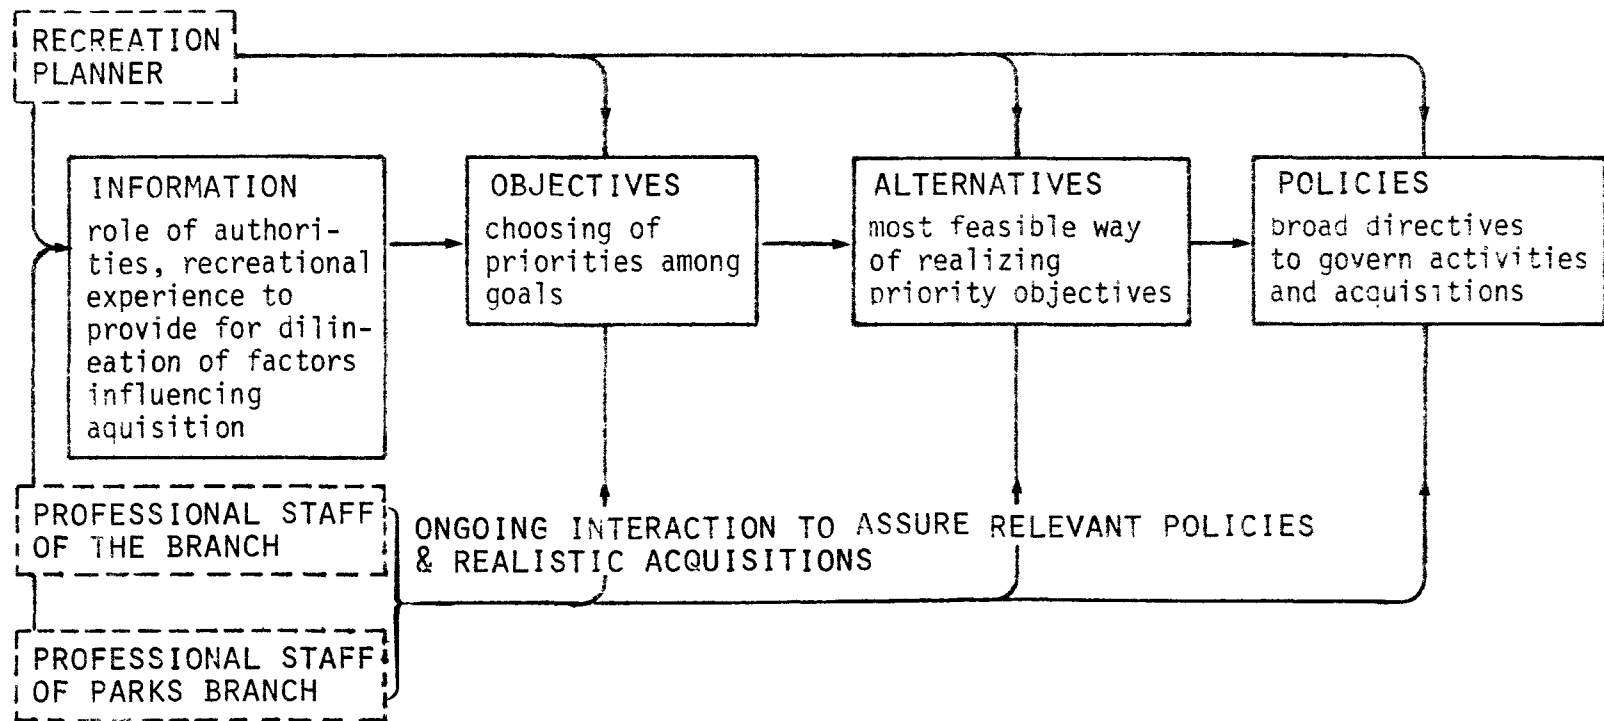 RECREATION
PLANNER
INFORMATION
role of authori-
ties, recreational
experience to
provide for dilin-
eation of factors
influencing
aquisition
OBJECTIVES
choosing of
priorities among
goals
ALTERNATIVES
most feasible way
of realizing
priority objectives
POLICIES
broad directives
to govern activities
and acquisitions
PROFESSIONAL STAFF
OF THE BRANCH
ONGOING INTERACTION TO ASSURE RELEVANT POLICIES
& REALISTIC ACQUISITIONS
PROFESSIONAL STAFF
OF PARKS BRANCH